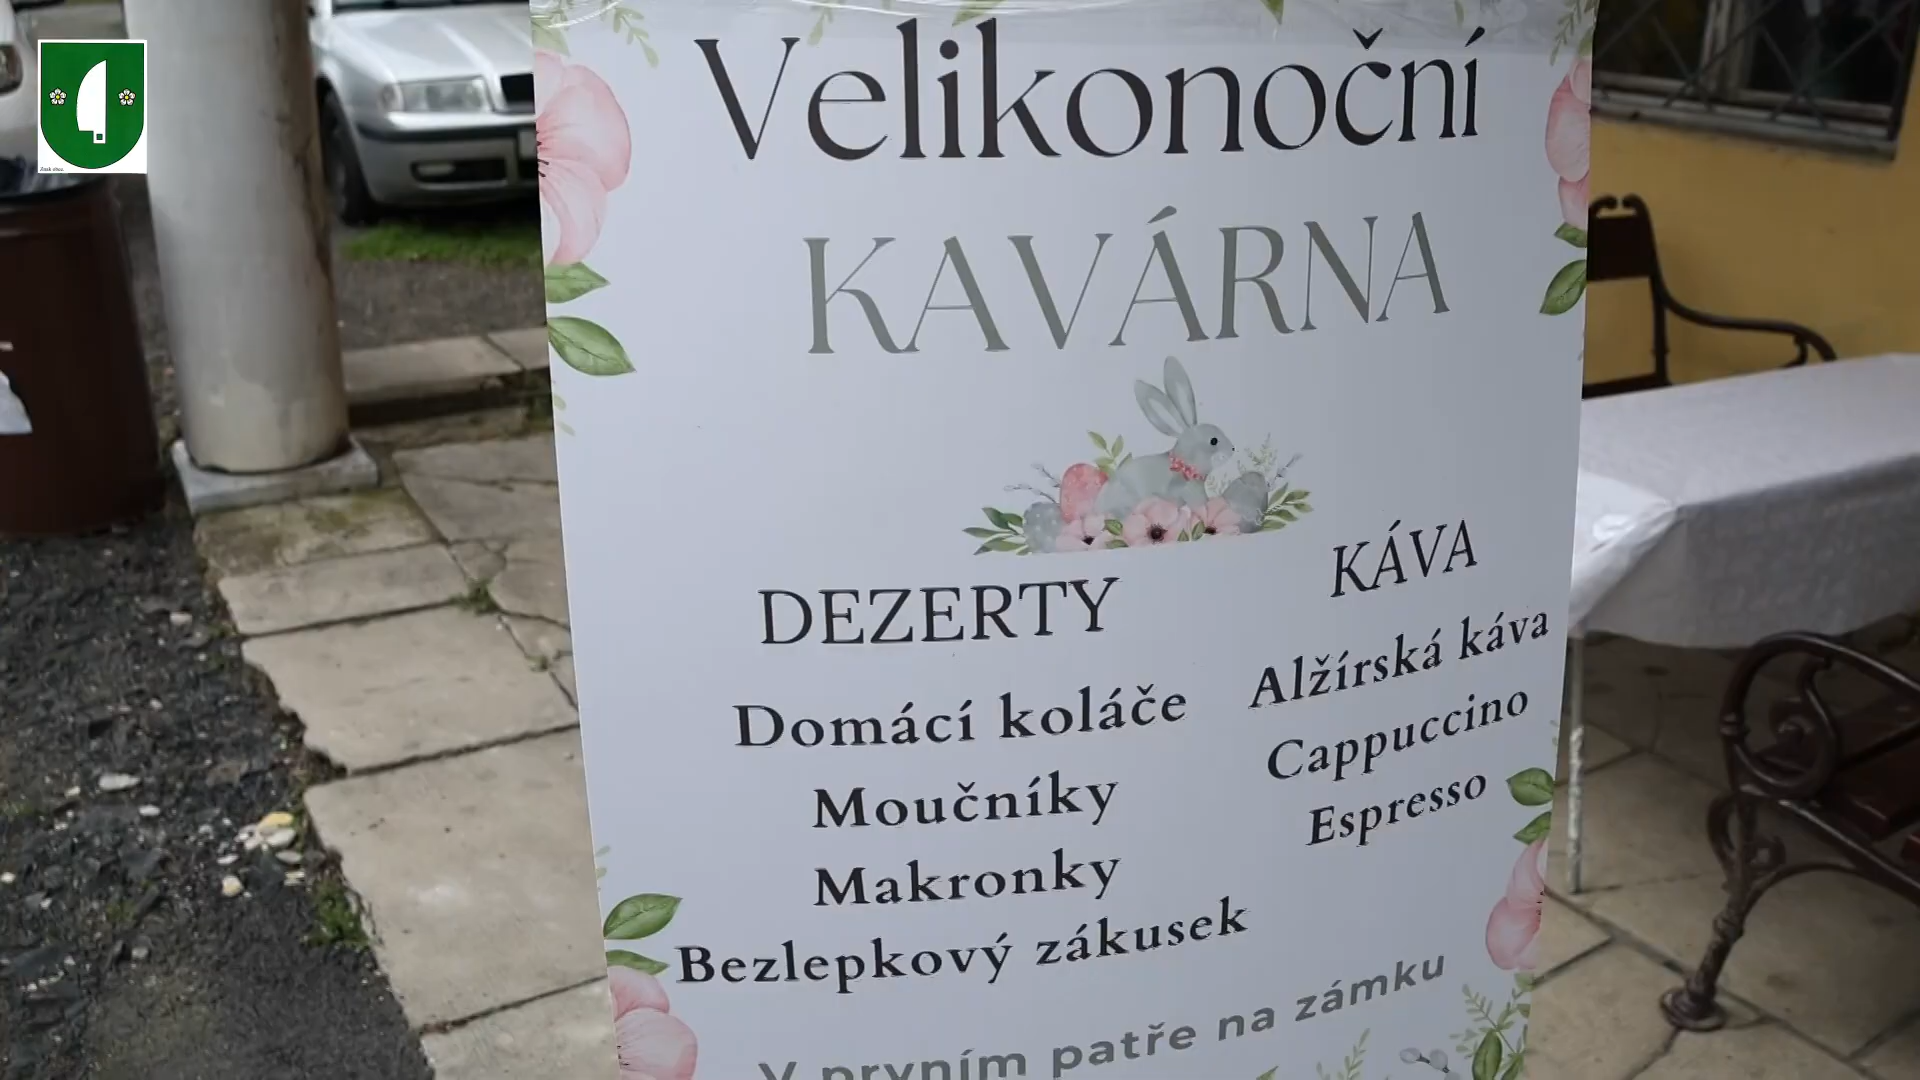 Velikonoční
KAVÁRNA
DEZERTY
Domácí koláče
Moučníky
Makronky
Bezlepkový zákusek
KÁVA
Alžírská káva
Cappuccino
Espresso
V prvním patře na zámku